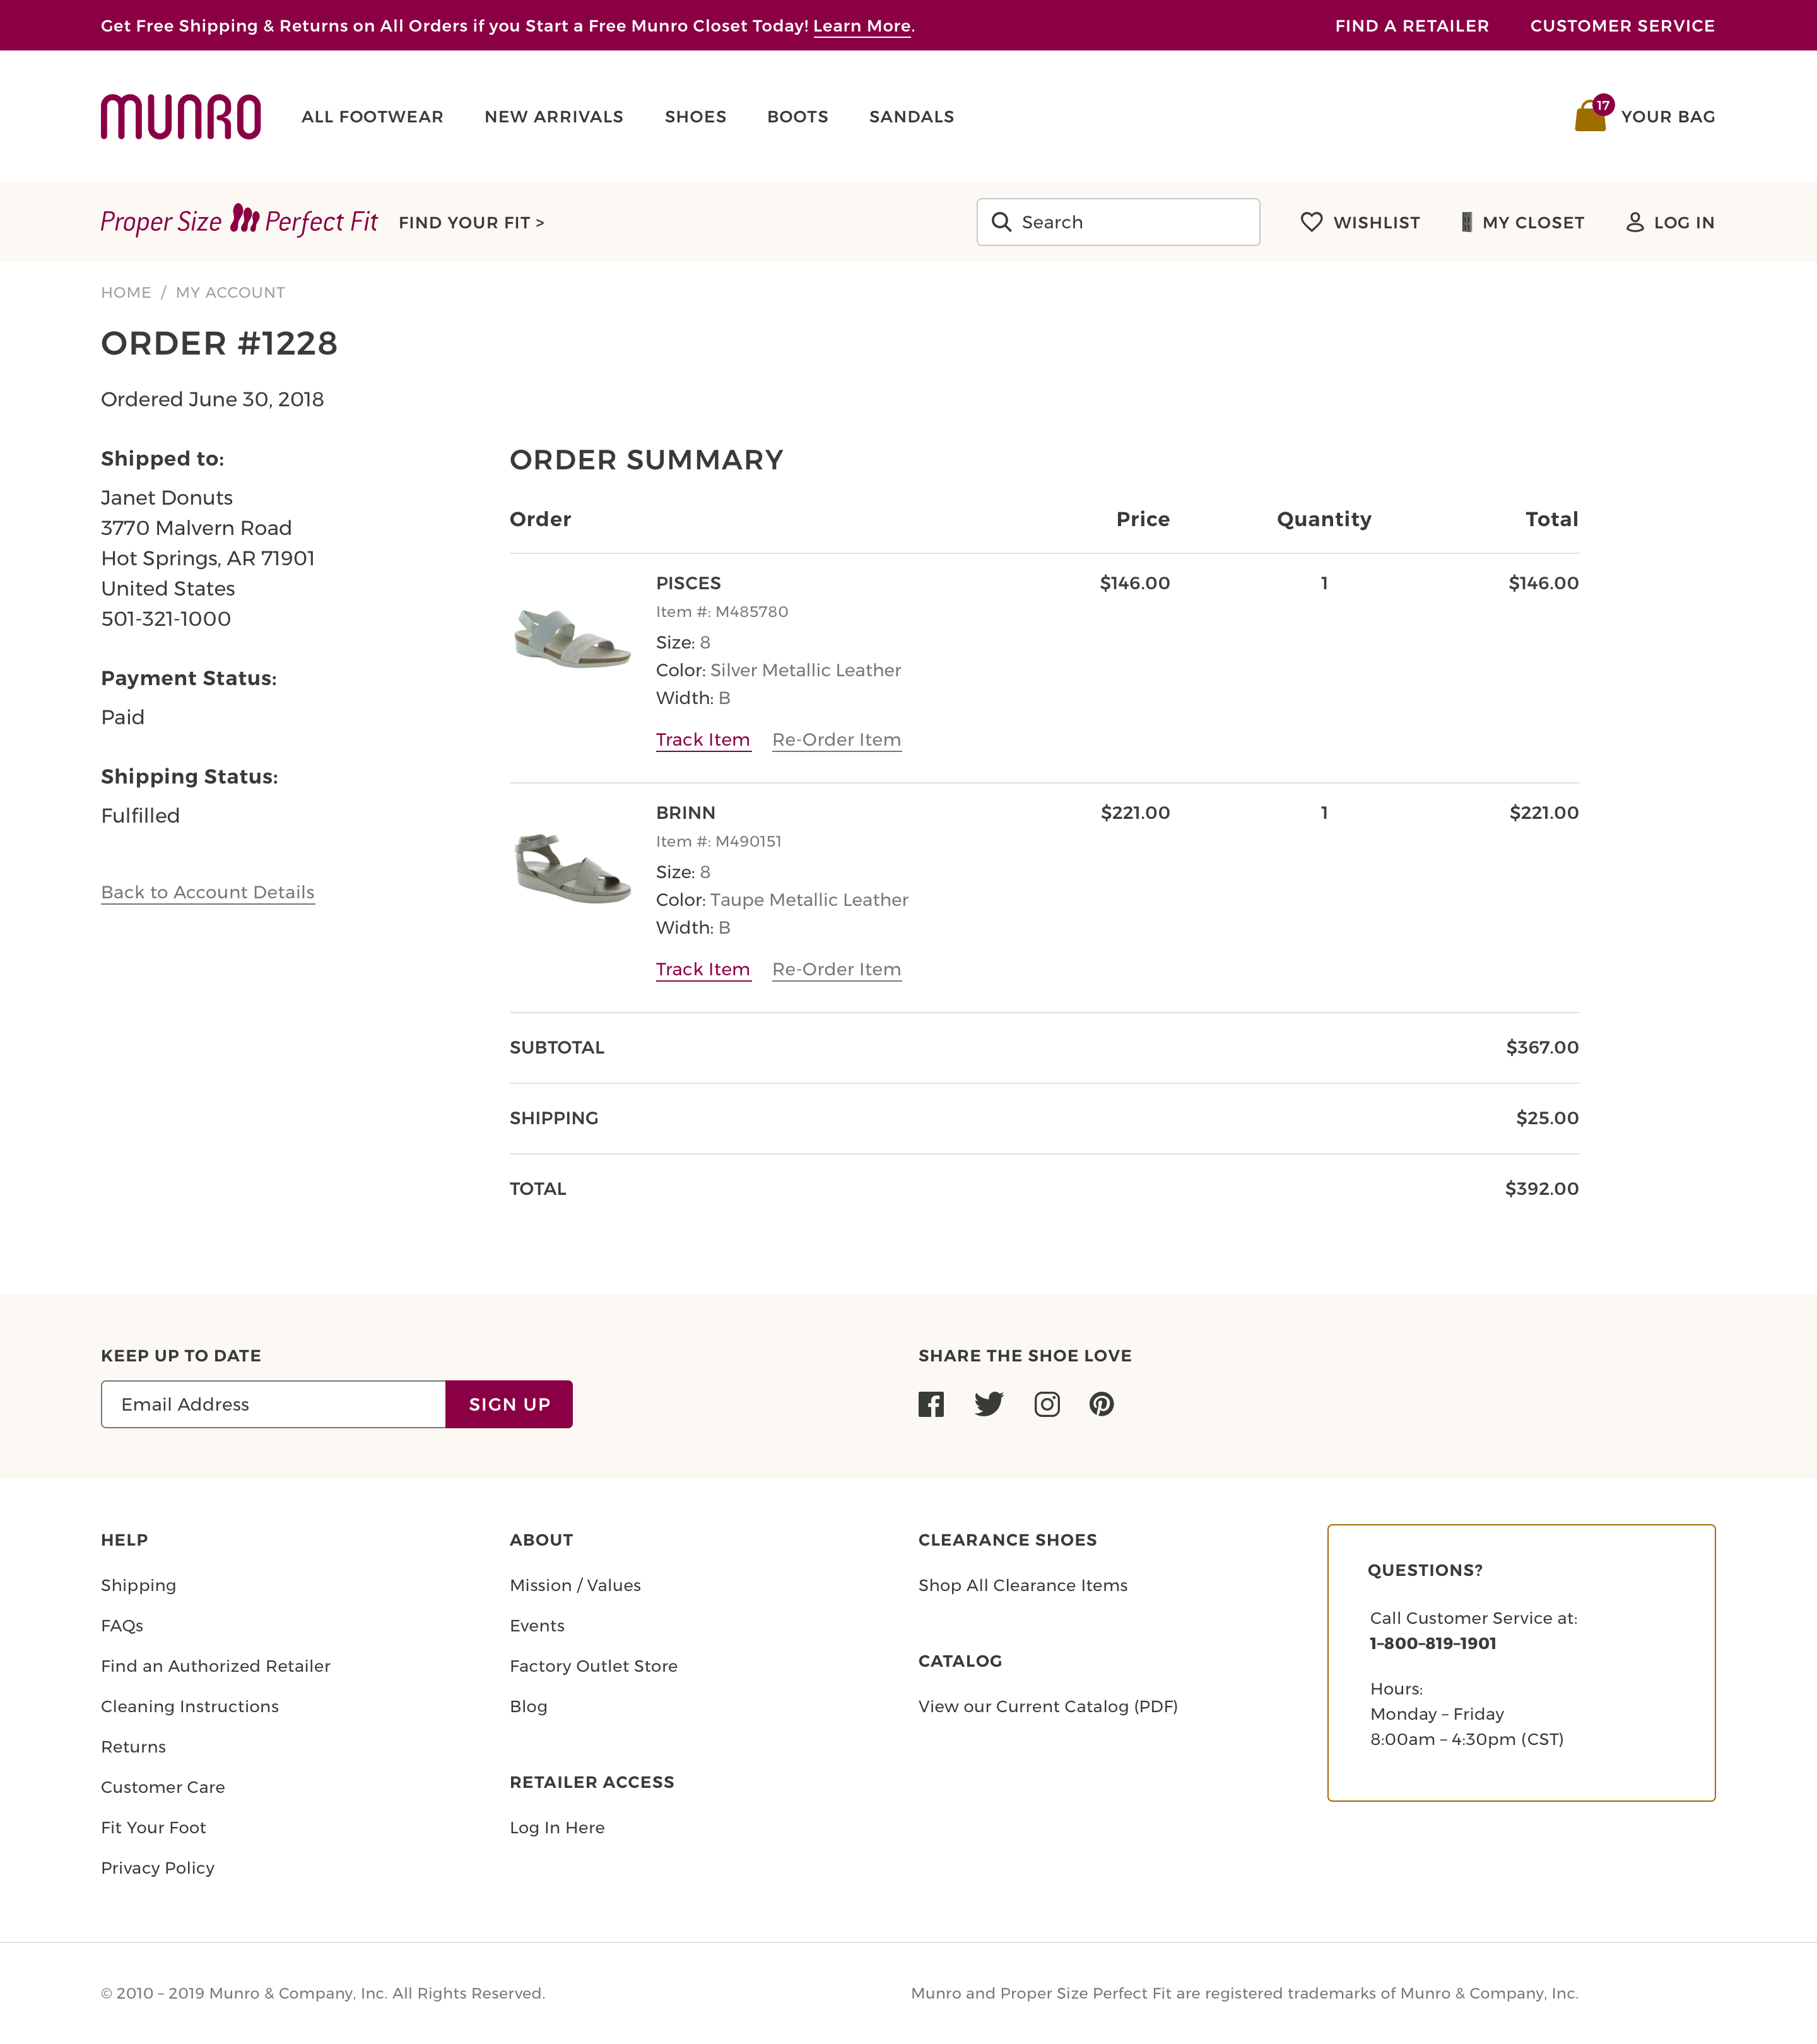 Get Free Shipping & Returns on All Orders if you Start a Free Munro Closet Today! Learn More.
FIND A RETAILER
CUSTOMER SERVICE
MUNRO
ALL FOOTWEAR
NEW ARRIVALS
SHOES
BOOTS
SANDALS
17
YOUR BAG
Proper Size Perfect Fit
FIND YOUR FIT >
Search
WISHLIST
MY CLOSET
LOG IN
HOME / MY ACCOUNT
ORDER #1228
Ordered June 30, 2018
Shipped to:
Janet Donuts
3770 Malvern Road
Hot Springs, AR 71901
United States
501-321-1000
Payment Status:
Paid
Shipping Status:
Fulfilled
Back to Account Details
ORDER SUMMARY
Order Price Quantity Total
PISCES $146.00 1 $146.00
Item #: M485780
Size: 8
Color: Silver Metallic Leather
Width: B
Track Item Re-Order Item
BRINN $221.00 1 $221.00
Item #: M490151
Size: 8
Color: Taupe Metallic Leather
Width: B
Track Item Re-Order Item
SUBTOTAL $367.00
SHIPPING $25.00
TOTAL $392.00
KEEP UP TO DATE
Email Address
SIGN UP
SHARE THE SHOE LOVE
HELP
Shipping
FAQs
Find an Authorized Retailer
Cleaning Instructions
Returns
Customer Care
Fit Your Foot
Privacy Policy
ABOUT
Mission / Values
Events
Factory Outlet Store
Blog
RETAILER ACCESS
Log In Here
CLEARANCE SHOES
Shop All Clearance Items
CATALOG
View our Current Catalog (PDF)
QUESTIONS?
Call Customer Service at:
1-800-819-1901
Hours:
Monday – Friday
8:00am – 4:30pm (CST)
© 2010 – 2019 Munro & Company, Inc. All Rights Reserved.
Munro and Proper Size Perfect Fit are registered trademarks of Munro & Company, Inc.